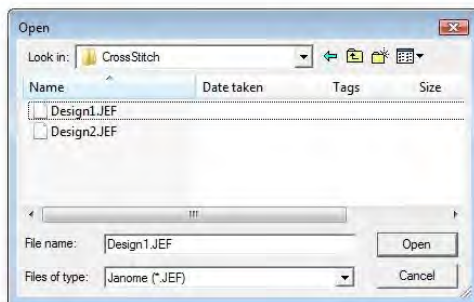 Open
Look in: CrossStitch
Name Date taken Tags Size
Design1.JEF
Design2.JEF
File name: Design1.JEF Open
Files of type: Janome (*.JEF) Cancel